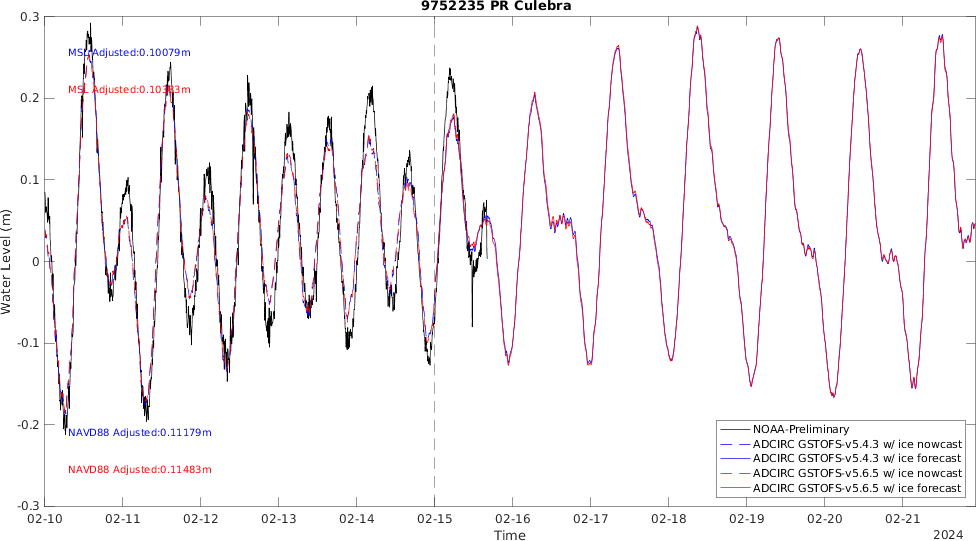 9752235 PR Culebra
0.3
0.2
0.1
0
-0.1
-0.2
-0.3
Water Level (m)
MSL Adjusted:0.10079m
MSL Adjusted:0.10383m
NAVD88 Adjusted:0.11179m
NAVD88 Adjusted:0.11483m
NOAA-Preliminary
ADCIRC GSTOFS-v5.4.3 w/ ice nowcast
ADCIRC GSTOFS-v5.4.3 w/ ice forecast
ADCIRC GSTOFS-v5.6.5 w/ ice nowcast
ADCIRC GSTOFS-v5.6.5 w/ ice forecast
02-10 02-11 02-12 02-13 02-14 02-15 02-16 02-17 02-18 02-19 02-20 02-21
Time
2024